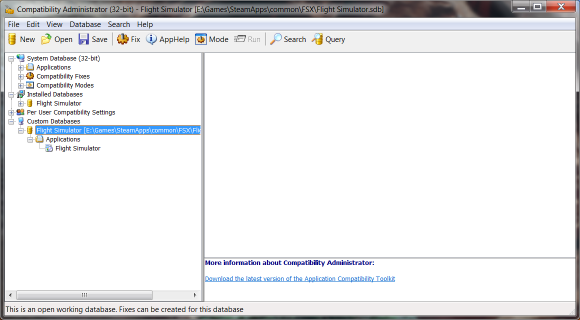 Compatibility Administrator (32-bit) - Flight Simulator [E:\Games\SteamApps\common\FSX\Flight Simulator.sdb]
File Edit View Database Search Help
New Open Save Fix AppHelp Mode Run Search Query
System Database (32-bit)
Applications
Compatibility Fixes
Compatibility Modes
Installed Databases
Flight Simulator
Per User Compatibility Settings
Custom Databases
Flight Simulator [E:\Games\SteamApps\common\FSX\Fli
Applications
Flight Simulator
More information about Compatibility Administrator:
Download the latest version of the Application Compatibility Toolkit
This is an open working database. Fixes can be created for this database